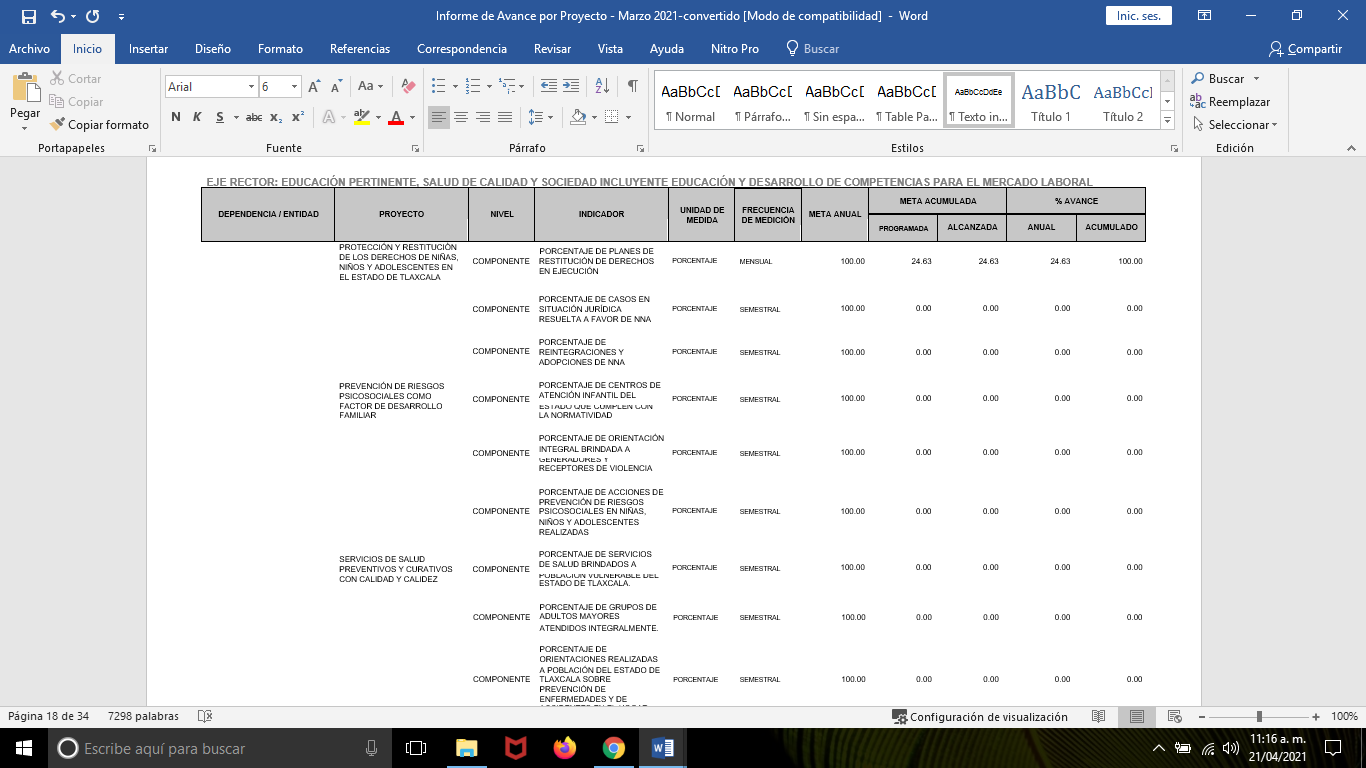 Informe de Avance por Proyecto - Marzo 2021-convertido [Modo de compatibilidad] - Word
Inic. ses.
Archivo Inicio Insertar Diseño Formato Referencias Correspondencia Revisar Vista Ayuda Nitro Pro Buscar Compartir
Pegar
Cortar
Copiar
Copiar formato
Portapapeles
Arial 6
Aa
N K S abc x₂ x²
A A
Fuente
Párrafo
AaBbCcI AaBbCcD AaBbCcD AaBbCcD AaBbCcDdEe AaBbC AaBbCcI
¶ Normal ¶ Párrafo... ¶ Sin espa... ¶ Table Pa... ¶ Texto in... Título 1 Título 2
Estilos
Buscar
Reemplazar
Seleccionar
Edición
EJE RECTOR: EDUCACIÓN PERTINENTE, SALUD DE CALIDAD Y SOCIEDAD INCLUYENTE EDUCACIÓN Y DESARROLLO DE COMPETENCIAS PARA EL MERCADO LABORAL
DEPENDENCIA / ENTIDAD PROYECTO NIVEL INDICADOR UNIDAD DE MEDIDA FRECUENCIA DE MEDICIÓN META ANUAL META ACUMULADA % AVANCE
PROGRAMADA ALCANZADA ANUAL ACUMULADO
PROTECCIÓN Y RESTITUCIÓN
DE LOS DERECHOS DE NIÑAS,
NIÑOS Y ADOLESCENTES EN
EL ESTADO DE TLAXCALA
COMPONENTE
PORCENTAJE DE PLANES DE
RESTITUCIÓN DE DERECHOS
EN EJECUCIÓN
PORCENTAJE MENSUAL 100.00 24.63 24.63 24.63 100.00
COMPONENTE
PORCENTAJE DE CASOS EN
SITUACIÓN JURÍDICA
RESUELTA A FAVOR DE NNA
PORCENTAJE SEMESTRAL 100.00 0.00 0.00 0.00 0.00
COMPONENTE
PORCENTAJE DE
REINTEGRACIONES Y
ADOPCIONES DE NNA
PORCENTAJE SEMESTRAL 100.00 0.00 0.00 0.00 0.00
PREVENCIÓN DE RIESGOS
PSICOSOCIALES COMO
FACTOR DE DESARROLLO
FAMILIAR
COMPONENTE
PORCENTAJE DE CENTROS DE
ATENCIÓN INFANTIL DEL
ESTADO QUE CUMPLEN CON
LA NORMATIVIDAD
PORCENTAJE SEMESTRAL 100.00 0.00 0.00 0.00 0.00
COMPONENTE
PORCENTAJE DE ORIENTACIÓN
INTEGRAL BRINDADA A
GENERADORES Y
RECEPTORES DE VIOLENCIA
PORCENTAJE SEMESTRAL 100.00 0.00 0.00 0.00 0.00
COMPONENTE
PORCENTAJE DE ACCIONES DE
PREVENCIÓN DE RIESGOS
PSICOSOCIALES EN NIÑAS,
NIÑOS Y ADOLESCENTES
REALIZADAS
PORCENTAJE SEMESTRAL 100.00 0.00 0.00 0.00 0.00
SERVICIOS DE SALUD
PREVENTIVOS Y CURATIVOS
CON CALIDAD Y CALIDEZ
COMPONENTE
PORCENTAJE DE SERVICIOS
DE SALUD BRINDADOS A
POBLACIÓN VULNERABLE DEL
ESTADO DE TLAXCALA.
PORCENTAJE SEMESTRAL 100.00 0.00 0.00 0.00 0.00
COMPONENTE
PORCENTAJE DE GRUPOS DE
ADULTOS MAYORES
ATENDIDOS INTEGRALMENTE.
PORCENTAJE SEMESTRAL 100.00 0.00 0.00 0.00 0.00
COMPONENTE
PORCENTAJE DE
ORIENTACIONES REALIZADAS
A POBLACIÓN DEL ESTADO DE
TLAXCALA SOBRE
PREVENCIÓN DE
ENFERMEDADES Y DE
PORCENTAJE SEMESTRAL 100.00 0.00 0.00 0.00 0.00
Página 18 de 34 7298 palabras Configuración de visualización 100%
Escribe aquí para buscar
11:16 a. m.
21/04/2021